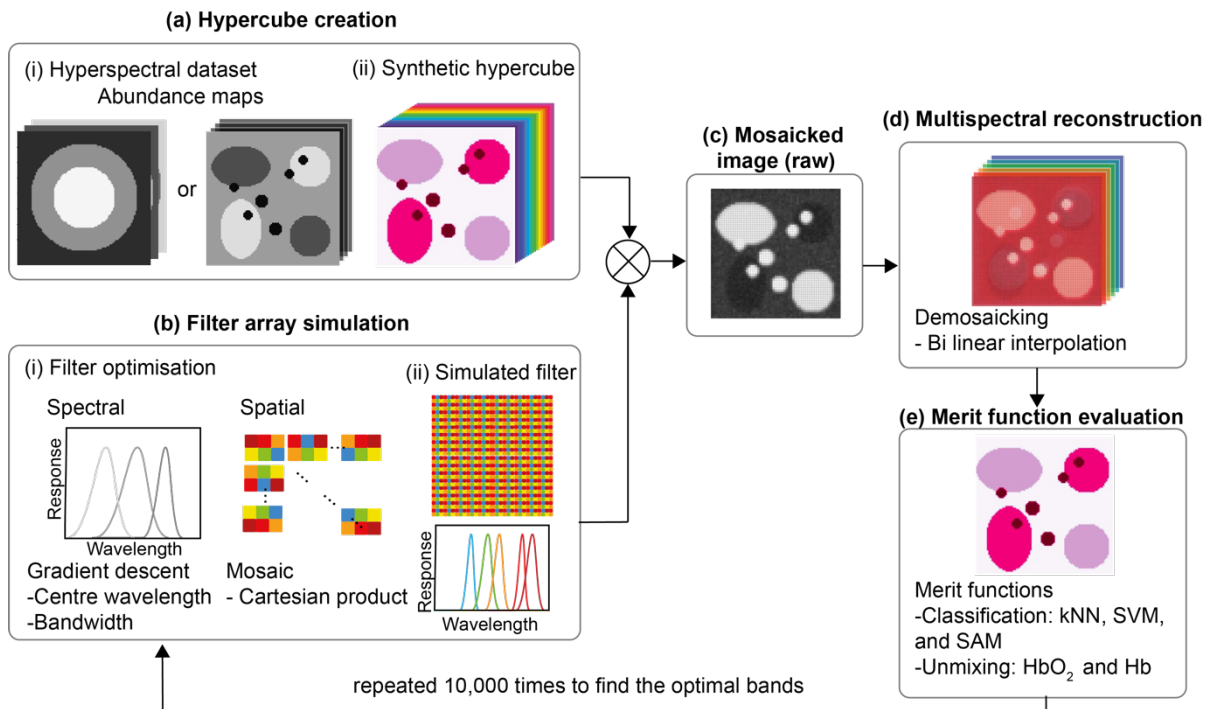 (a) Hypercube creation
(i) Hyperspectral dataset
Abundance maps
or
(ii) Synthetic hypercube
(b) Filter array simulation
(i) Filter optimisation
Spectral
Response
Wavelength
Gradient descent
-Centre wavelength
-Bandwidth
Spatial
Mosaic
- Cartesian product
(ii) Simulated filter
Response
Wavelength
(c) Mosaicked
image (raw)
(d) Multispectral reconstruction
Demosaicking
- Bi linear interpolation
(e) Merit function evaluation
Merit functions
-Classification: kNN, SVM,
and SAM
-Unmixing: HbO₂ and Hb
repeated 10,000 times to find the optimal bands